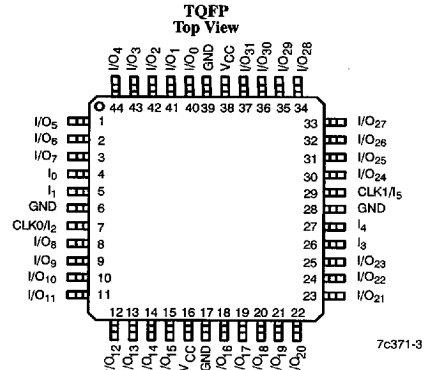 TQFP
Top View
I/O4 I/O3 I/O2 I/O1 I/O0 GND VCC I/O31 I/O30 I/O29 I/O28
44 43 42 41 40 39 38 37 36 35 34
I/O5 1 33 I/O27
I/O6 2 32 I/O26
I/O7 3 31 I/O25
I0 4 30 I/O24
I1 5 29 CLK1/I5
GND 6 28 GND
CLK0/I2 7 27 I4
I/O8 8 26 I3
I/O9 9 25 I/O23
I/O10 10 24 I/O22
I/O11 11 23 I/O21
12 13 14 15 16 17 18 19 20 21 22
I/O12 I/O13 I/O14 I/O15 VCC GND I/O16 I/O17 I/O18 I/O19 I/O20
7c371-3